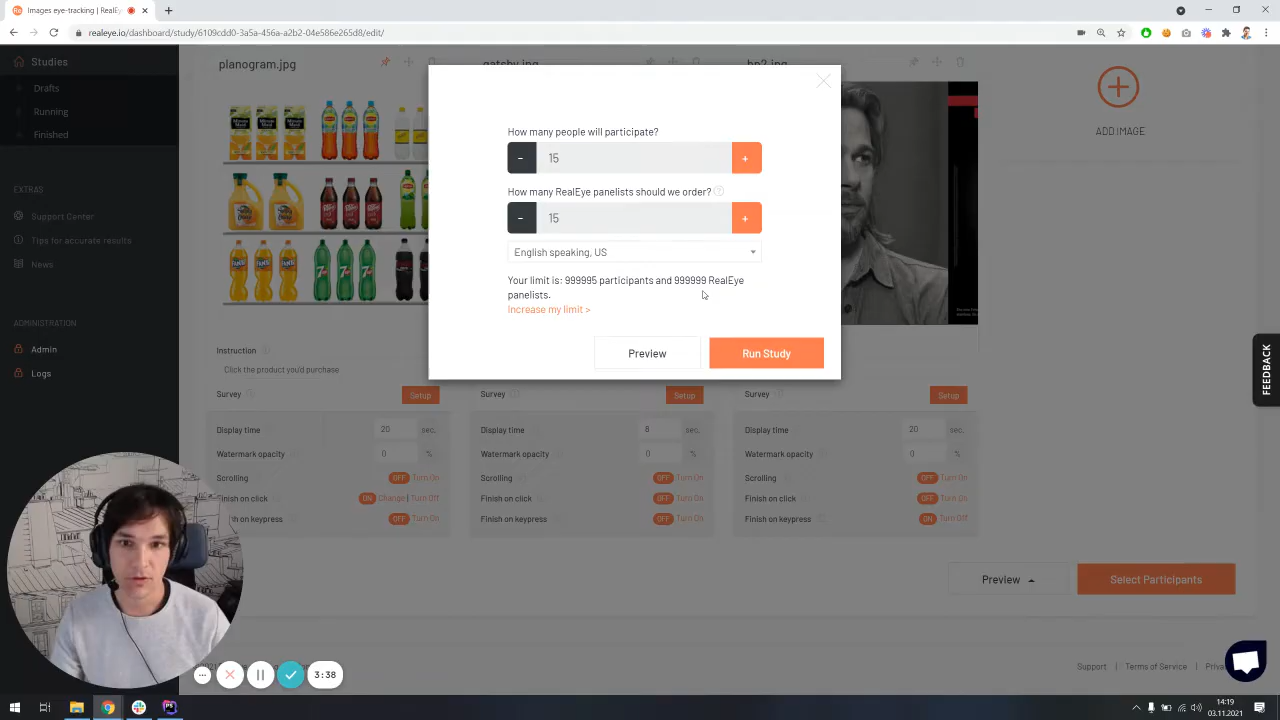 Images eye-tracking | RealEy
realeye.io/dashboard/study/6109cdd0-3a5a-456a-a2b2-04e586e265d8/edit/
Studies
Drafts
Running
Finished
EXTRAS
Support Center
Tips for accurate results
News
ADMINISTRATION
Admin
Logs
planogram.jpg
gatsby.jpg
bp2.jpg
ADD IMAGE
How many people will participate?
- 15 +
How many RealEye panelists should we order? ?
- 15 +
English speaking, US
Your limit is: 999995 participants and 999999 RealEye
panelists.
Increase my limit >
Preview
Run Study
Instruction
Click the product you'd purchase
Survey Setup
Display time 20 sec.
Watermark opacity 0 %
Scrolling OFF Turn On
Finish on click ON Change | Turn Off
Finish on keypress OFF Turn On
Survey Setup
Display time 8 sec.
Watermark opacity 0 %
Scrolling OFF Turn On
Finish on click OFF Turn On
Finish on keypress OFF Turn On
Survey Setup
Display time 20 sec.
Watermark opacity 0 %
Scrolling OFF Turn On
Finish on click OFF Turn On
Finish on keypress ON Turn Off
Preview
Select Participants
FEEDBACK
Support | Terms of Service | Priva
3:38
14:19
03.11.2021